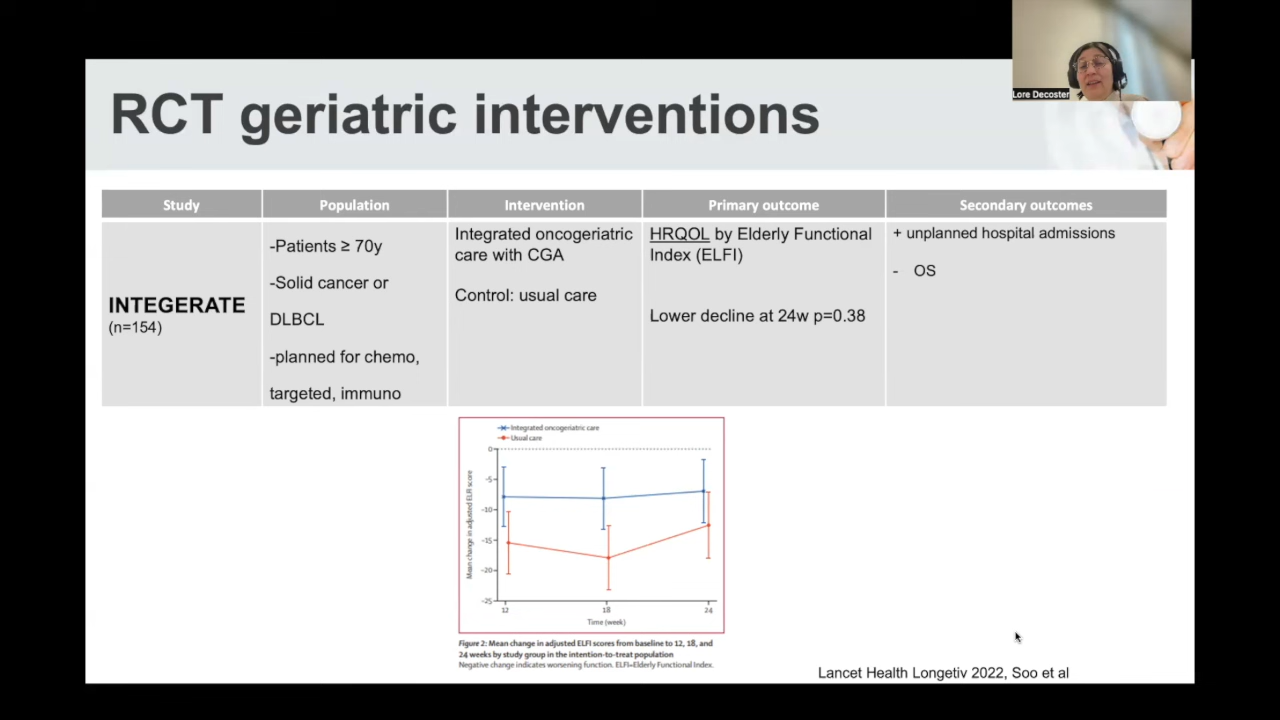 Lore Decoster
RCT geriatric interventions
Study
Population
Intervention
Primary outcome
Secondary outcomes
INTEGERATE
(n=154)
-Patients ≥ 70y
-Solid cancer or
DLBCL
-planned for chemo,
targeted, immuno
Integrated oncogeriatric
care with CGA
Control: usual care
HRQOL by Elderly Functional
Index (ELFI)
Lower decline at 24w p=0.38
+ unplanned hospital admissions
- OS
Integrated oncogeriatric care
Usual care
Mean change in adjusted ELFI score
0
-5
-10
-15
-20
-25
12
18
24
Time (week)
Figure 2: Mean change in adjusted ELFI scores from baseline to 12, 18, and
24 weeks by study group in the intention-to-treat population
Negative change indicates worsening function. ELFI=Elderly Functional Index.
Lancet Health Longetiv 2022, Soo et al